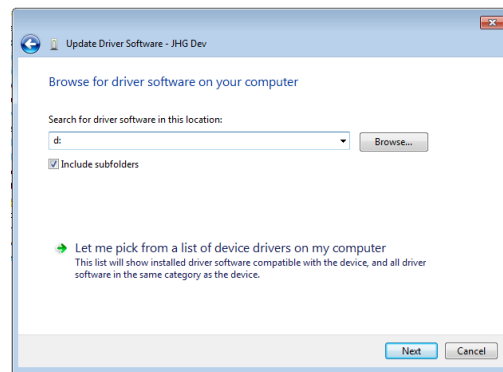 Update Driver Software - JHG Dev
Browse for driver software on your computer
Search for driver software in this location:
d:
Browse...
Include subfolders
Let me pick from a list of device drivers on my computer
This list will show installed driver software compatible with the device, and all driver
software in the same category as the device.
Next
Cancel